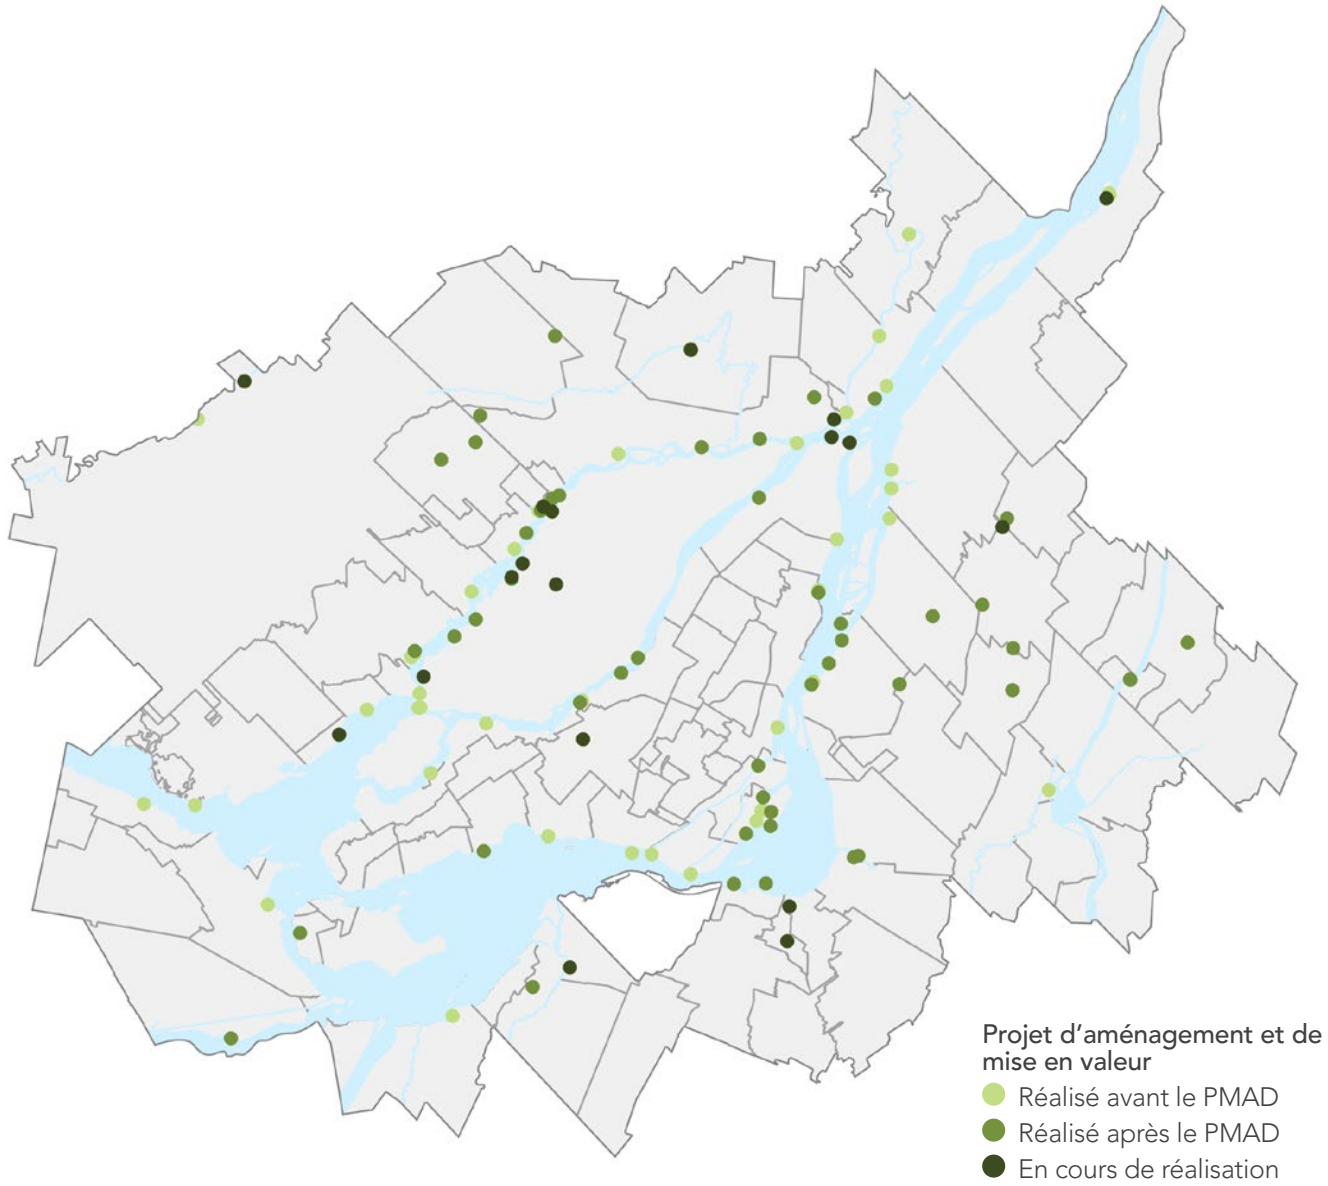 Projet d'aménagement et de
mise en valeur
Réalisé avant le PMAD
Réalisé après le PMAD
En cours de réalisation